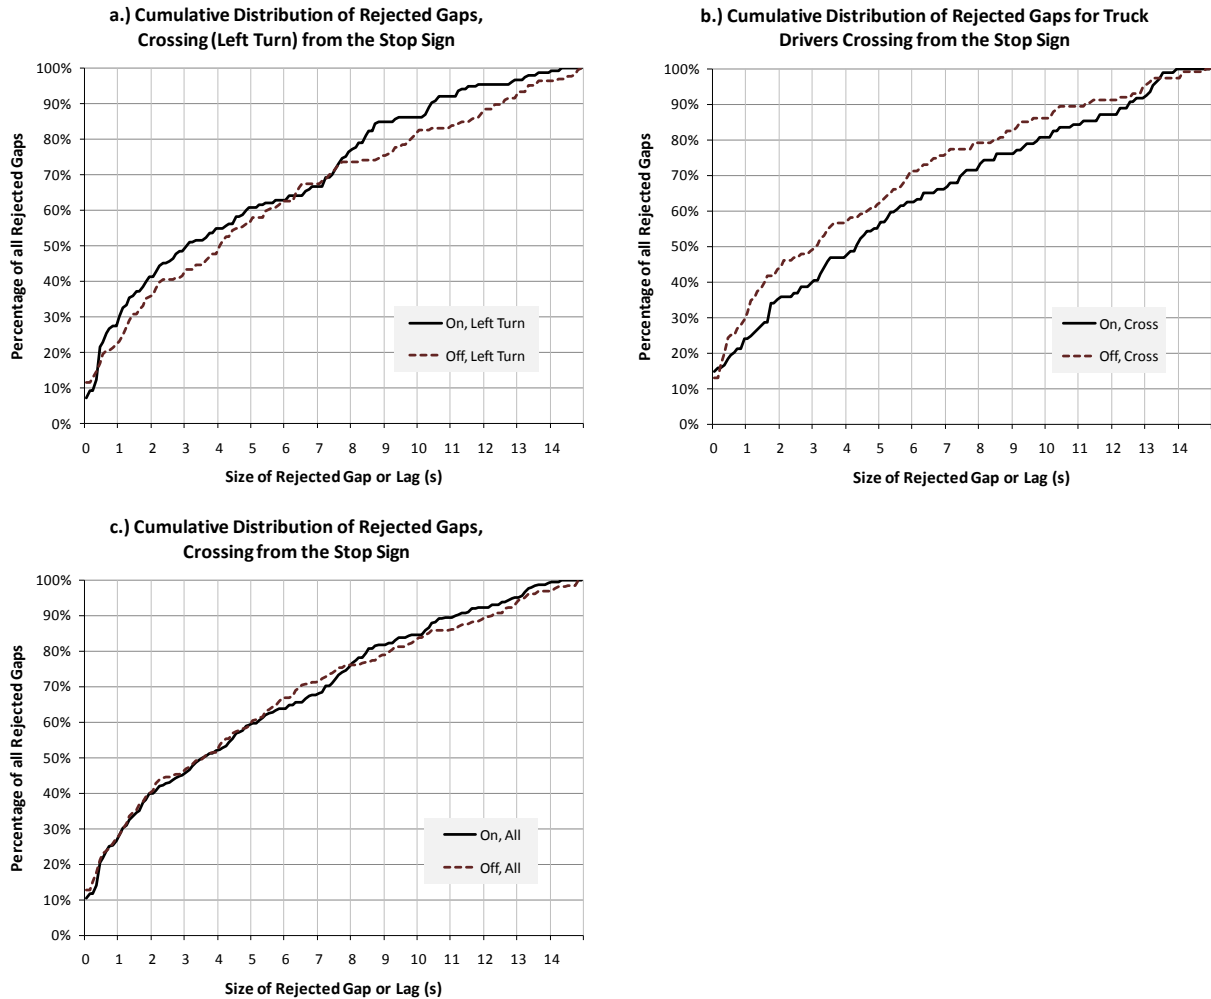 a.) Cumulative Distribution of Rejected Gaps,
Crossing (Left Turn) from the Stop Sign
100%
90%
80%
70%
60%
50%
40%
30%
20%
10%
0%
Percentage of all Rejected Gaps
On, Left Turn
Off, Left Turn
0 1 2 3 4 5 6 7 8 9 10 11 12 13 14
Size of Rejected Gap or Lag (s)
b.) Cumulative Distribution of Rejected Gaps for Truck
Drivers Crossing from the Stop Sign
100%
90%
80%
70%
60%
50%
40%
30%
20%
10%
0%
Percentage of all Rejected Gaps
On, Cross
Off, Cross
0 1 2 3 4 5 6 7 8 9 10 11 12 13 14
Size of Rejected Gap or Lag (s)
c.) Cumulative Distribution of Rejected Gaps,
Crossing from the Stop Sign
100%
90%
80%
70%
60%
50%
40%
30%
20%
10%
0%
Percentage of all Rejected Gaps
On, All
Off, All
0 1 2 3 4 5 6 7 8 9 10 11 12 13 14
Size of Rejected Gap or Lag (s)